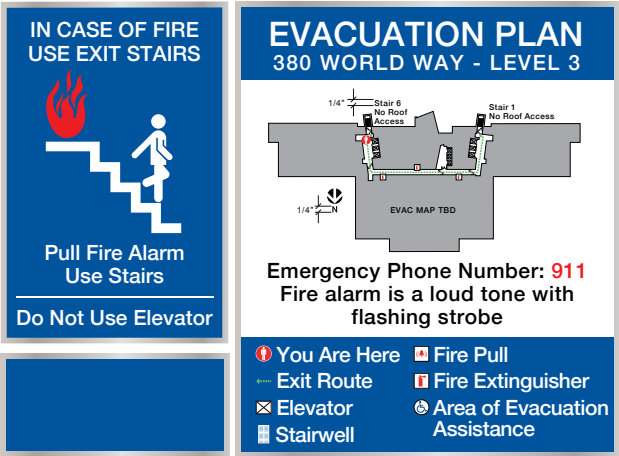 IN CASE OF FIRE
USE EXIT STAIRS
Pull Fire Alarm
Use Stairs
Do Not Use Elevator
EVACUATION PLAN
380 WORLD WAY - LEVEL 3
1/4"
Stair 6
No Roof
Access
Stair 1
No Roof Access
1/4"
N
EVAC MAP TBD
Emergency Phone Number: 911
Fire alarm is a loud tone with
flashing strobe
You Are Here
Exit Route
Elevator
Stairwell
Fire Pull
Fire Extinguisher
Area of Evacuation
Assistance